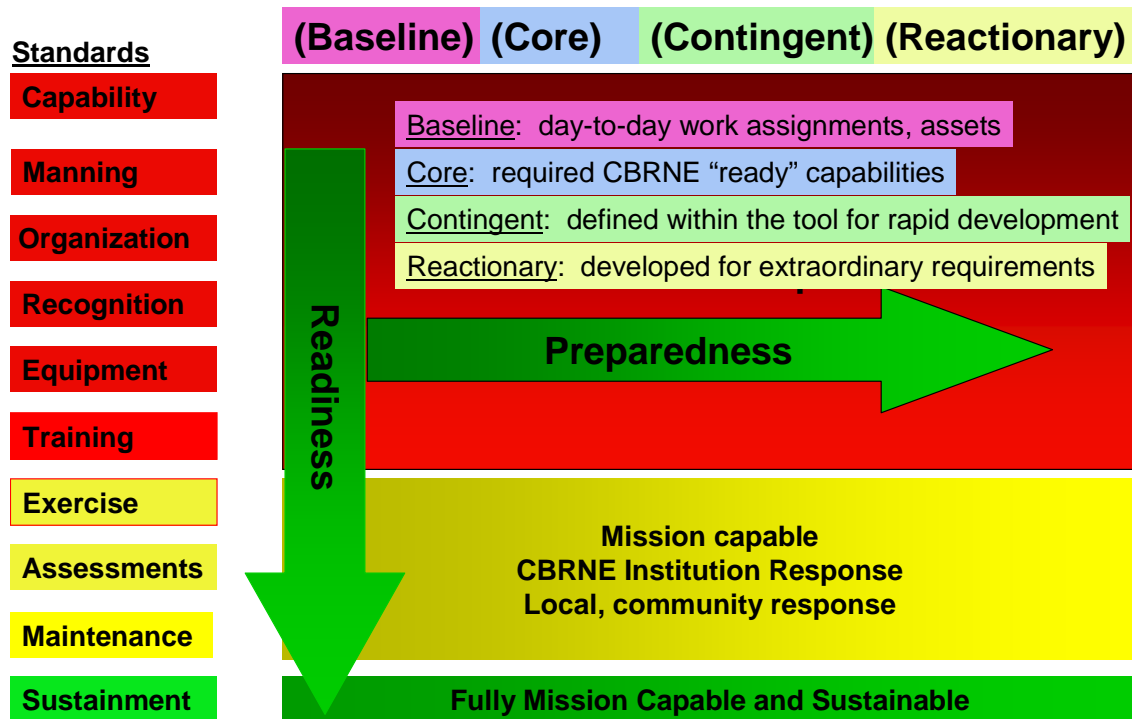 (Baseline) (Core) (Contingent) (Reactionary)
Standards
Capability
Manning
Organization
Recognition
Equipment
Training
Exercise
Assessments
Maintenance
Sustainment
Baseline: day-to-day work assignments, assets
Core: required CBRNE “ready” capabilities
Contingent: defined within the tool for rapid development
Reactionary: developed for extraordinary requirements
Readiness
Preparedness
Mission capable
CBRNE Institution Response
Local, community response
Fully Mission Capable and Sustainable